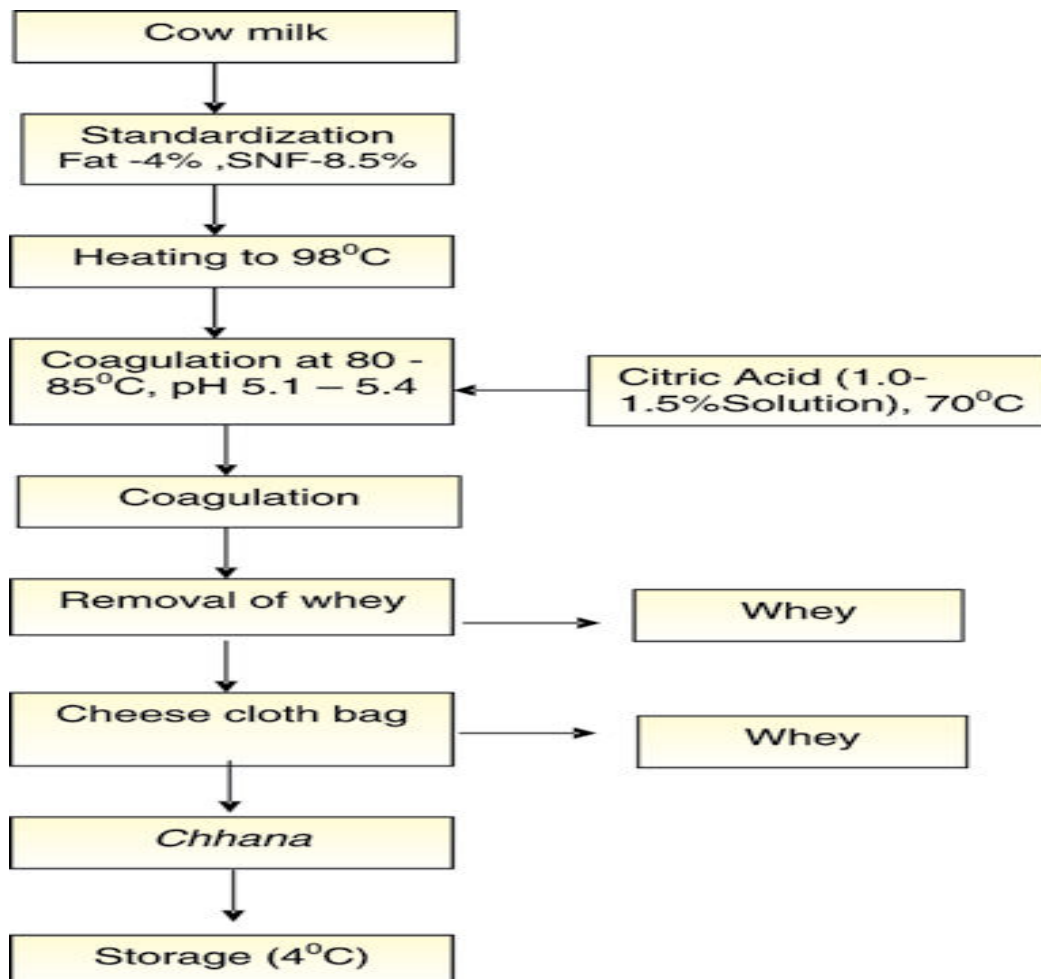 Cow milk
Standardization
Fat -4% ,SNF-8.5%
Heating to 98⁰C
Coagulation at 80 -
85⁰C, pH 5.1 – 5.4
Citric Acid (1.0-
1.5%Solution), 70⁰C
Coagulation
Removal of whey
Whey
Cheese cloth bag
Whey
Chhana
Storage (4⁰C)